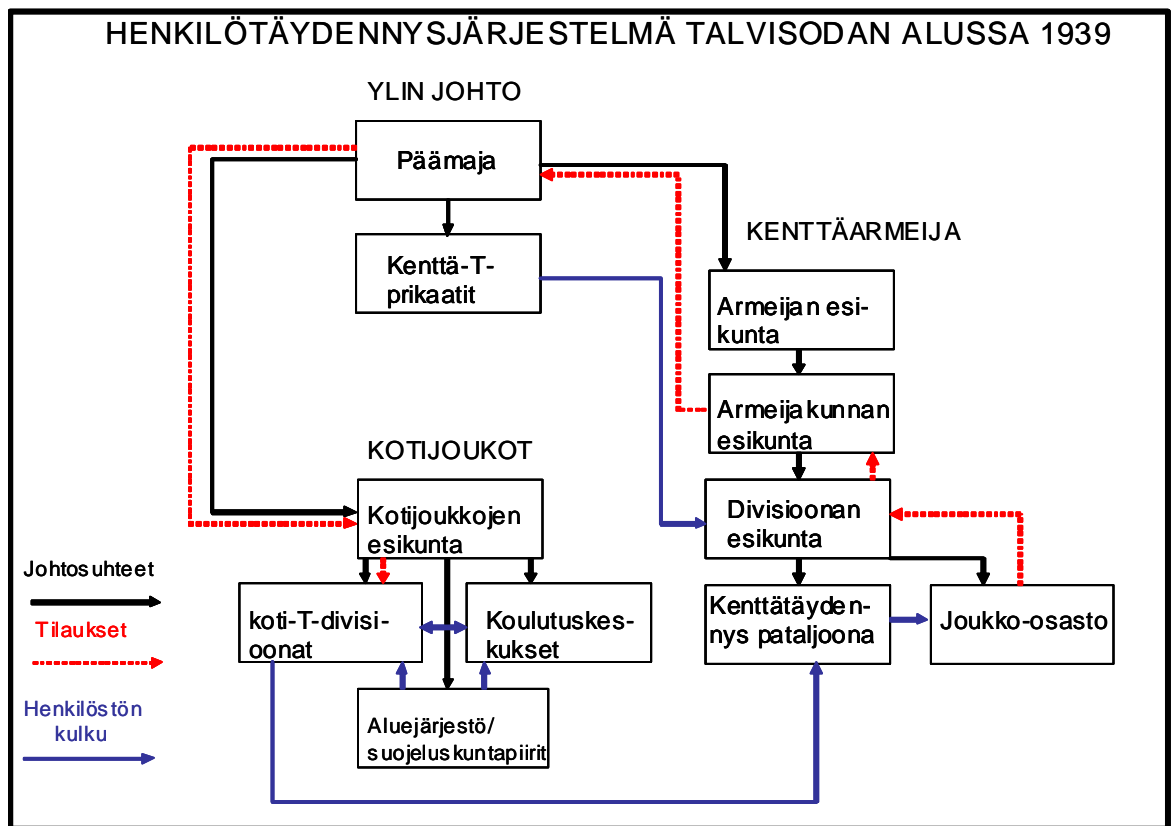 HENKILÖTÄYDENNYSJÄRJESTELMÄ TALVISODAN ALUSSA 1939
YLIN JOHTO
Päämaja
Kenttä-T-
prikaatit
KENTTÄARMEIJA
Armeijan esi-
kunta
Armeijakunnan
esikunta
Divisioonan
esikunta
Kenttätäyden-
nys pataljoona
Joukko-osasto
KOTIJOUKOT
Kotijoukkojen
esikunta
koti-T-divisi-
oonat
Koulutuskes-
kukset
Aluejärjestö/
suojeluskuntapiirit
Johtosuhteet
Tilaukset
Henkilöstön
kulku